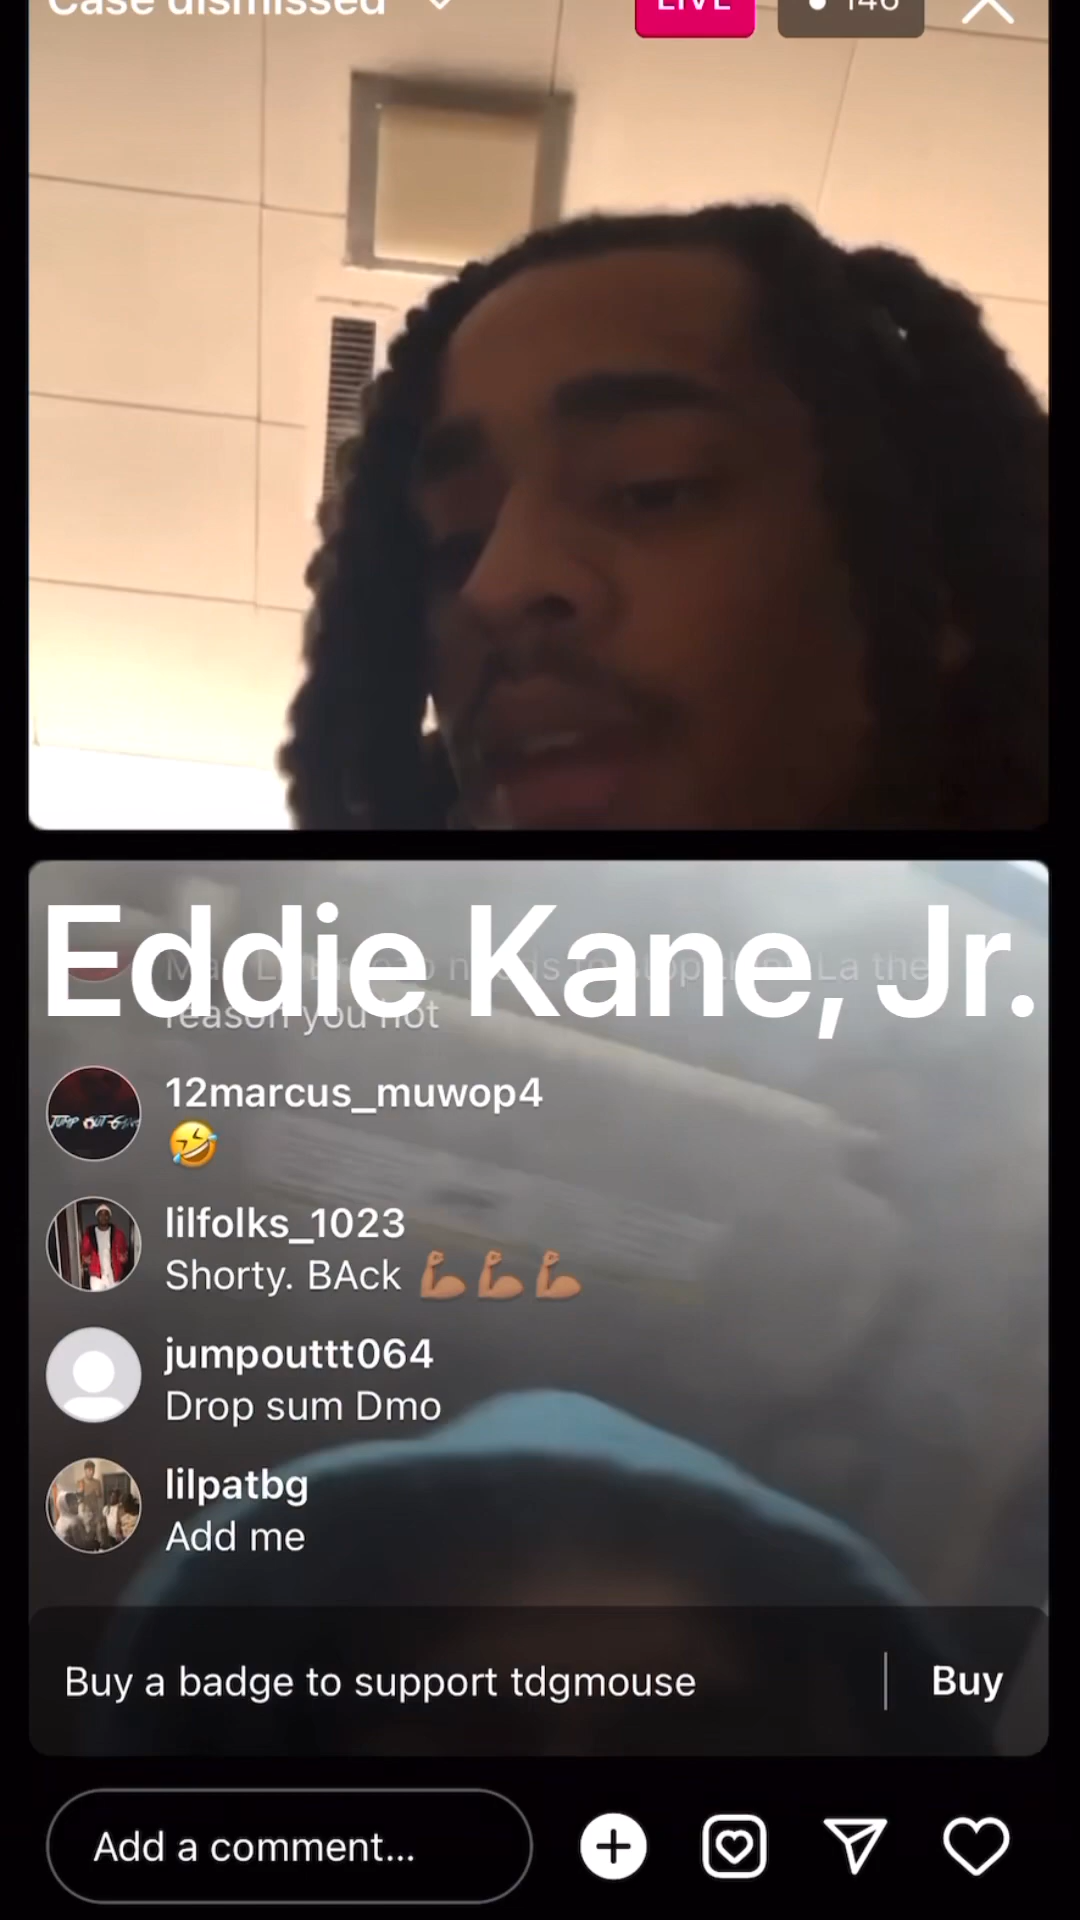 Case dismissed
LIVE
146
Eddie Kane, Jr.
reason you hot
12marcus_muwop4
🤣
lilfolks_1023
Shorty. BAck 💪🏽💪🏽💪🏽
jumpouttt064
Drop sum Dmo
lilpatbg
Add me
Buy a badge to support tdgmouse
Buy
Add a comment...